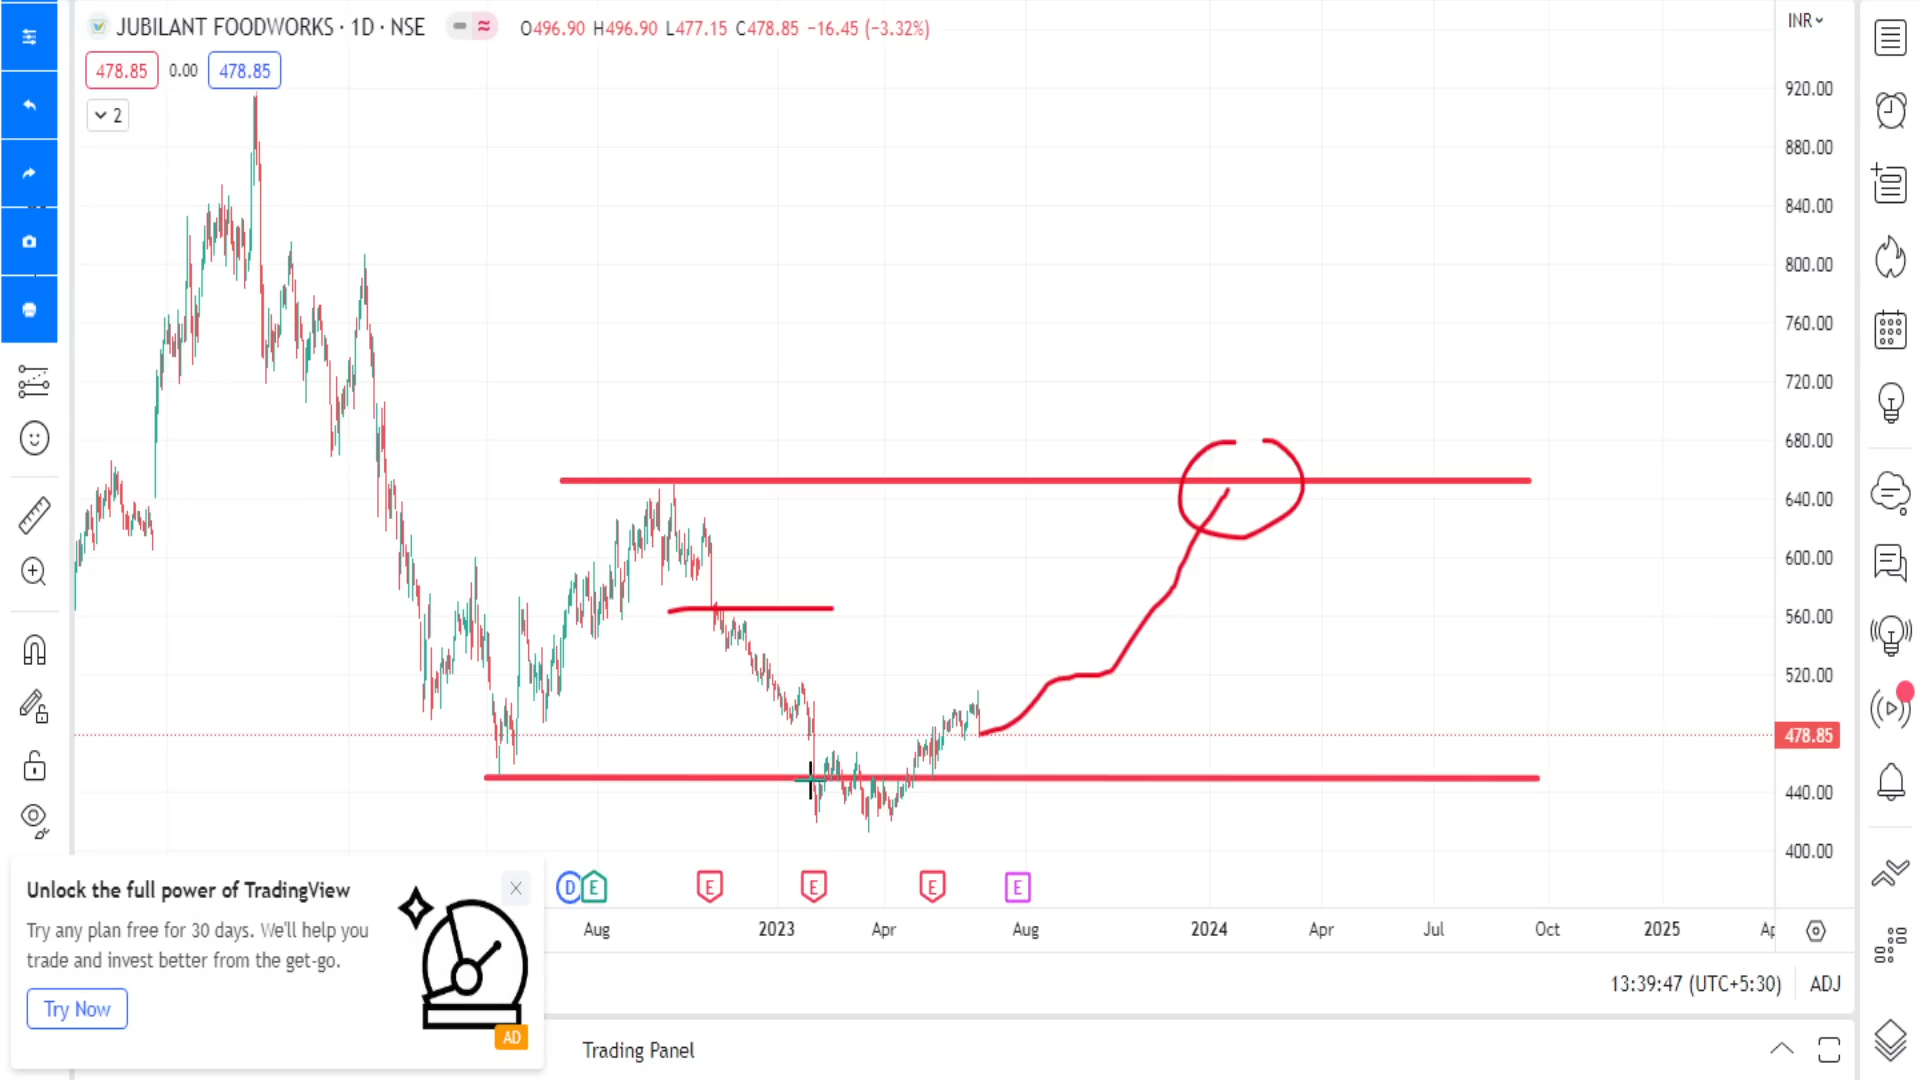 JUBILANT FOODWORKS · 1D · NSE
O496.90 H496.90 L477.15 C478.85 −16.45 (−3.32%)
INR
478.85 0.00 478.85
2
920.00
880.00
840.00
800.00
760.00
720.00
680.00
640.00
600.00
560.00
520.00
478.85
440.00
400.00
D E E E E E
Aug 2023 Apr Aug 2024 Apr Jul Oct 2025
Unlock the full power of TradingView
Try any plan free for 30 days. We'll help you
trade and invest better from the get-go.
Try Now
AD
13:39:47 (UTC+5:30) ADJ
Trading Panel